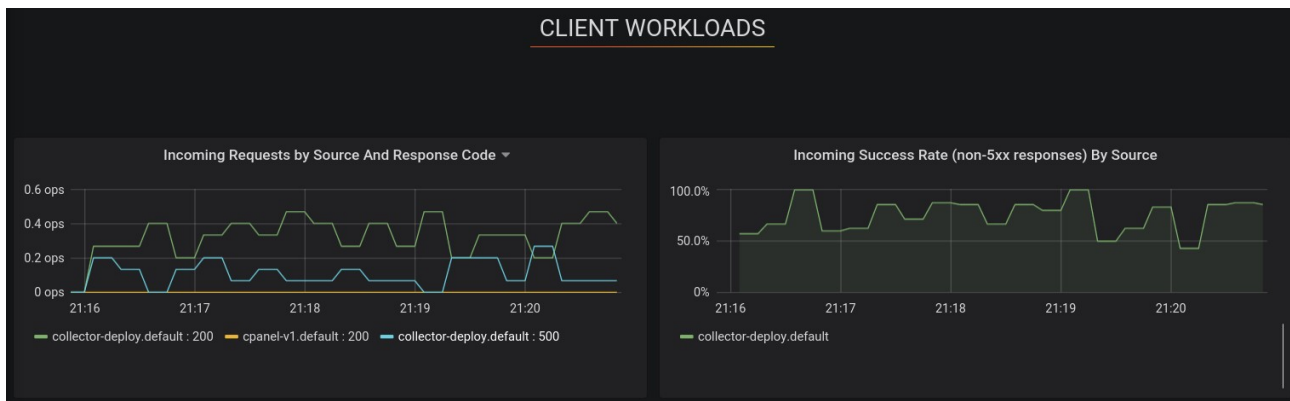 CLIENT WORKLOADS
Incoming Requests by Source And Response Code
0.6 ops
0.4 ops
0.2 ops
0 ops
21:16 21:17 21:18 21:19 21:20
collector-deploy.default : 200 cpanel-v1.default : 200 collector-deploy.default : 500
Incoming Success Rate (non-5xx responses) By Source
100.0%
50.0%
0%
21:16 21:17 21:18 21:19 21:20
collector-deploy.default